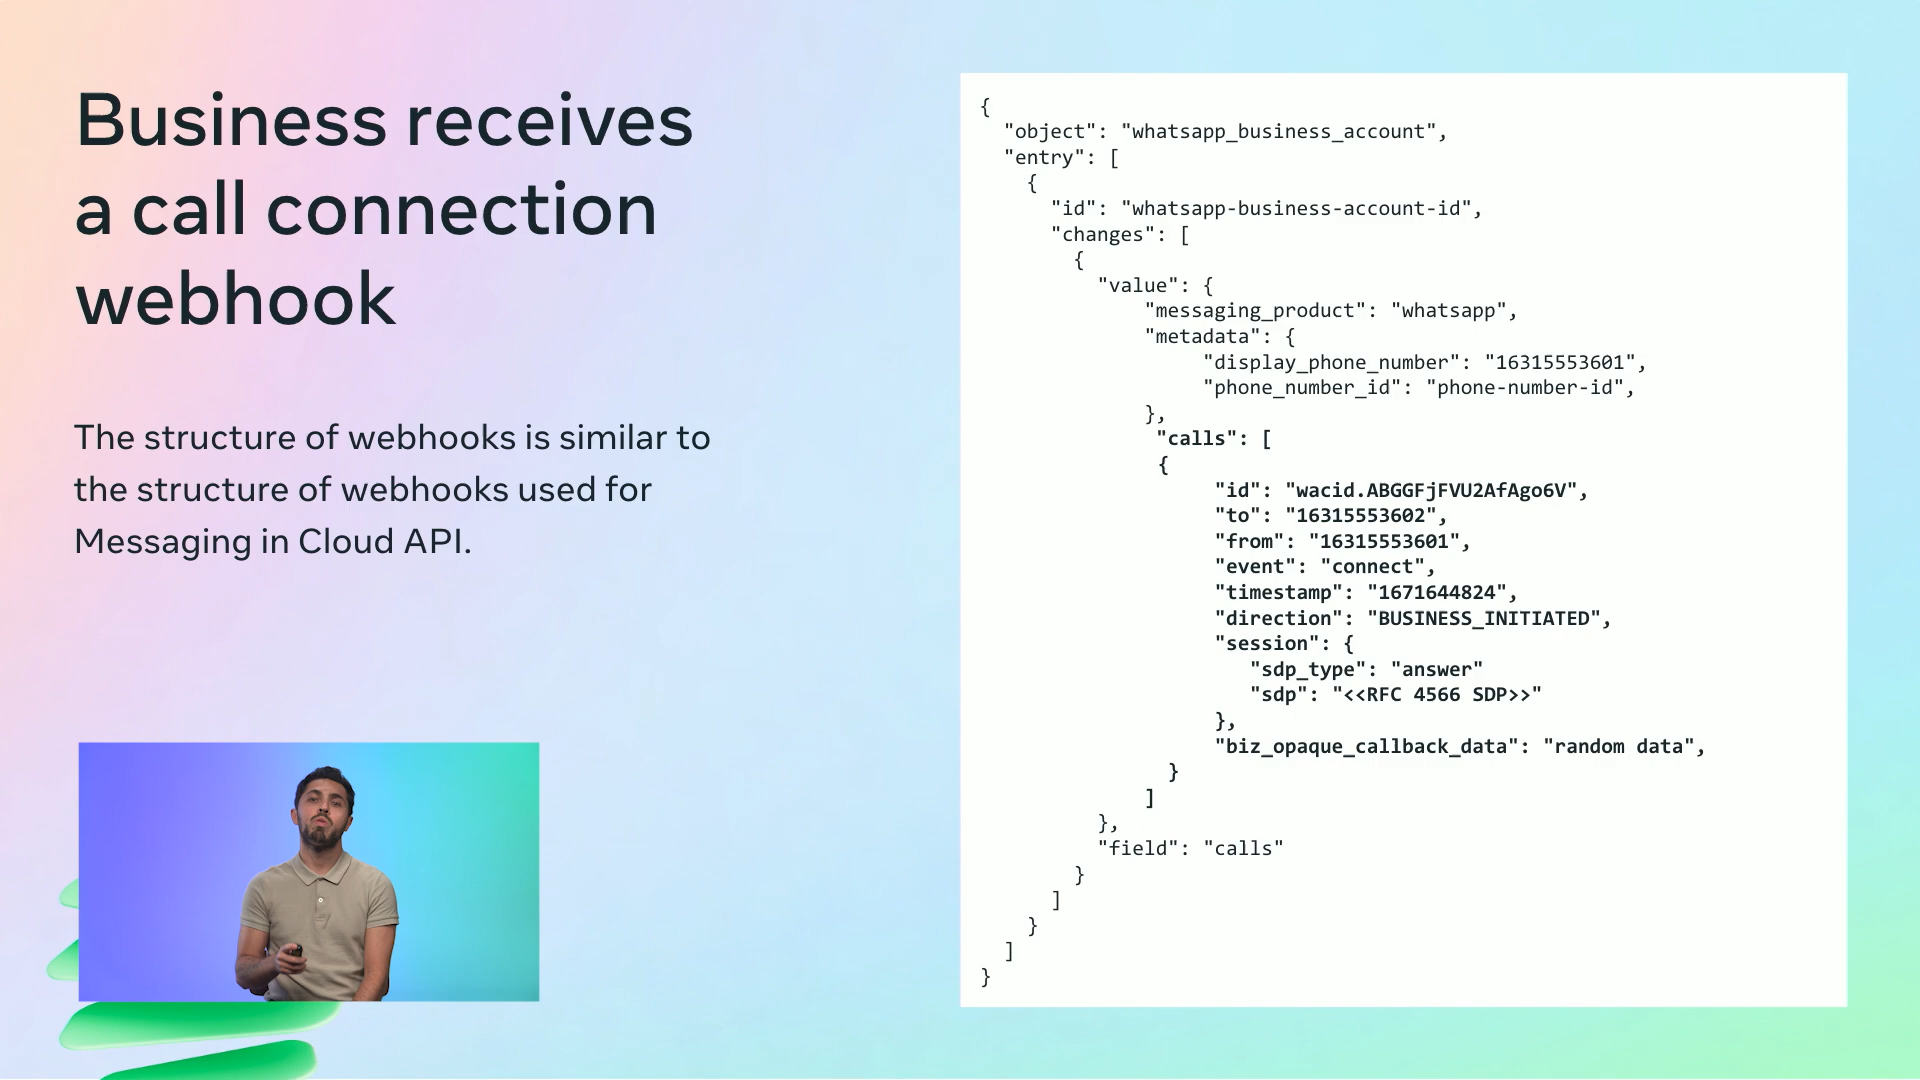 Business receives
a call connection
webhook
The structure of webhooks is similar to
the structure of webhooks used for
Messaging in Cloud API.
{
  "object": "whatsapp_business_account",
  "entry": [
    {
      "id": "whatsapp-business-account-id",
      "changes": [
        {
          "value": {
              "messaging_product": "whatsapp",
              "metadata": {
                   "display_phone_number": "16315553601",
                   "phone_number_id": "phone-number-id",
              },
               "calls": [
               {
                    "id": "wacid.ABGGFjFVU2AfAgo6V",
                    "to": "16315553602",
                    "from": "16315553601",
                    "event": "connect",
                    "timestamp": "1671644824",
                    "direction": "BUSINESS_INITIATED",
                    "session": {
                       "sdp_type": "answer"
                       "sdp": "<<RFC 4566 SDP>>"
                    },
                    "biz_opaque_callback_data": "random data",
                }
              ]
          },
          "field": "calls"
        }
      ]
    }
  ]
}